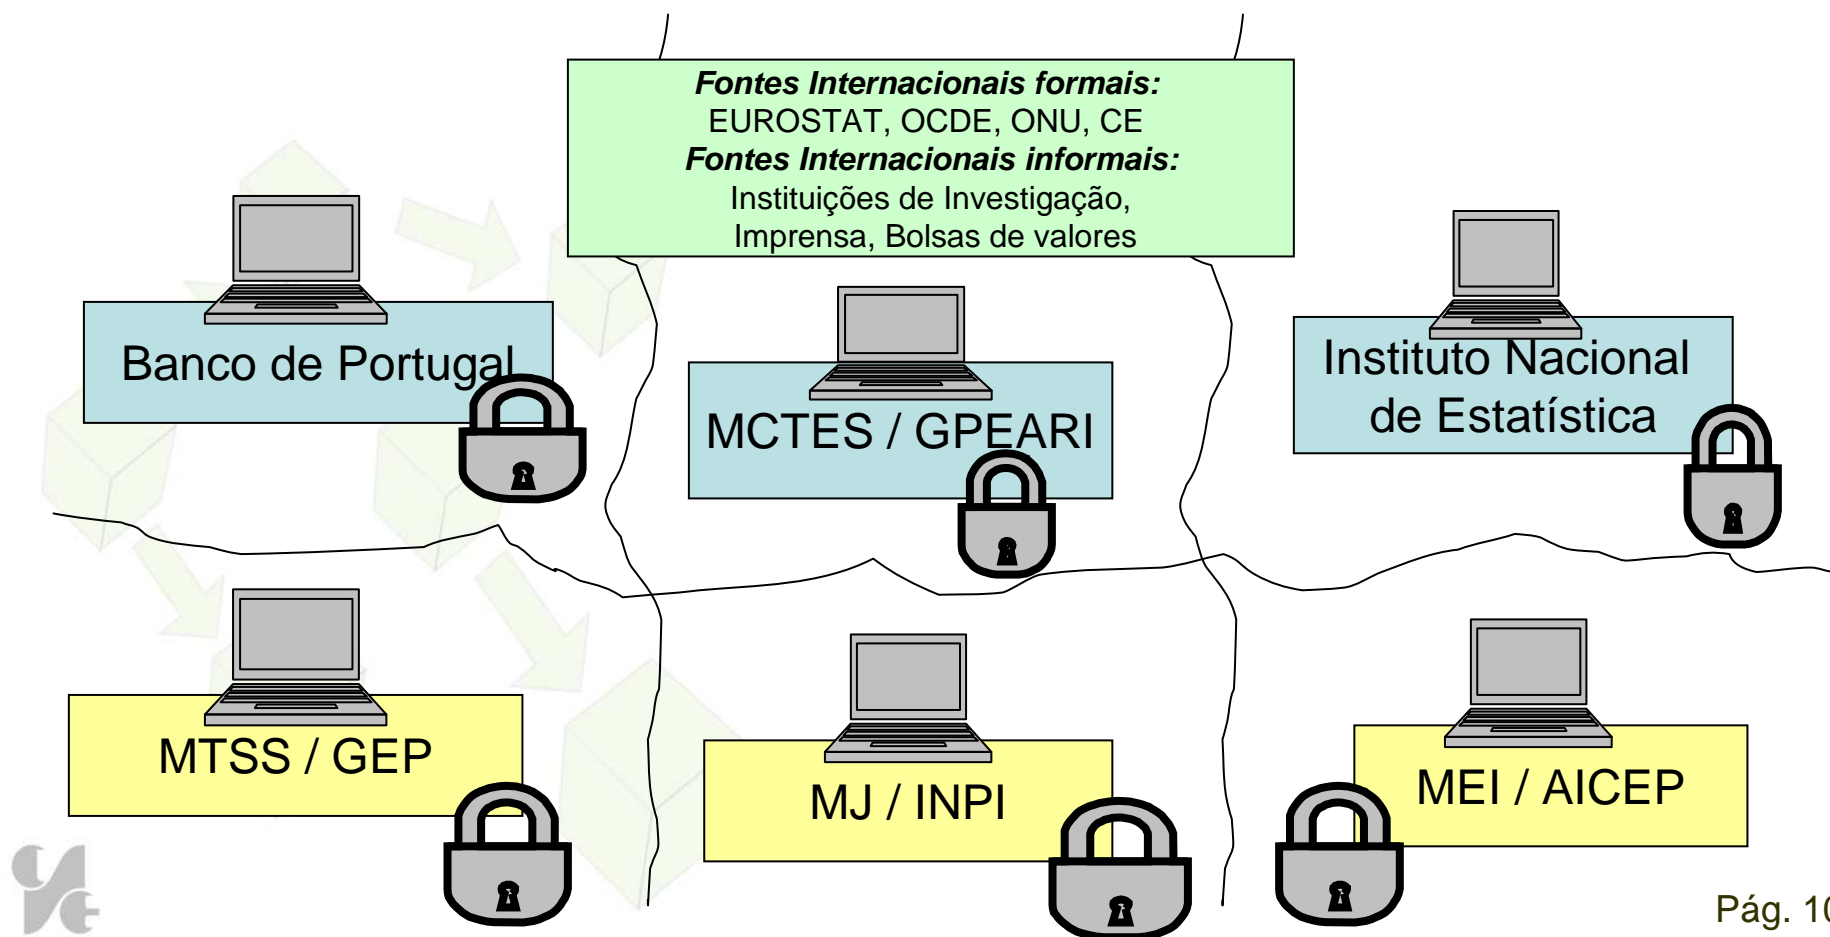 Fontes Internacionais formais:
EUROSTAT, OCDE, ONU, CE
Fontes Internacionais informais:
Instituições de Investigação,
Imprensa, Bolsas de valores
Banco de Portugal
MCTES / GPEARI
Instituto Nacional
de Estatística
MTSS / GEP
MJ / INPI
MEI / AICEP
Pág. 10